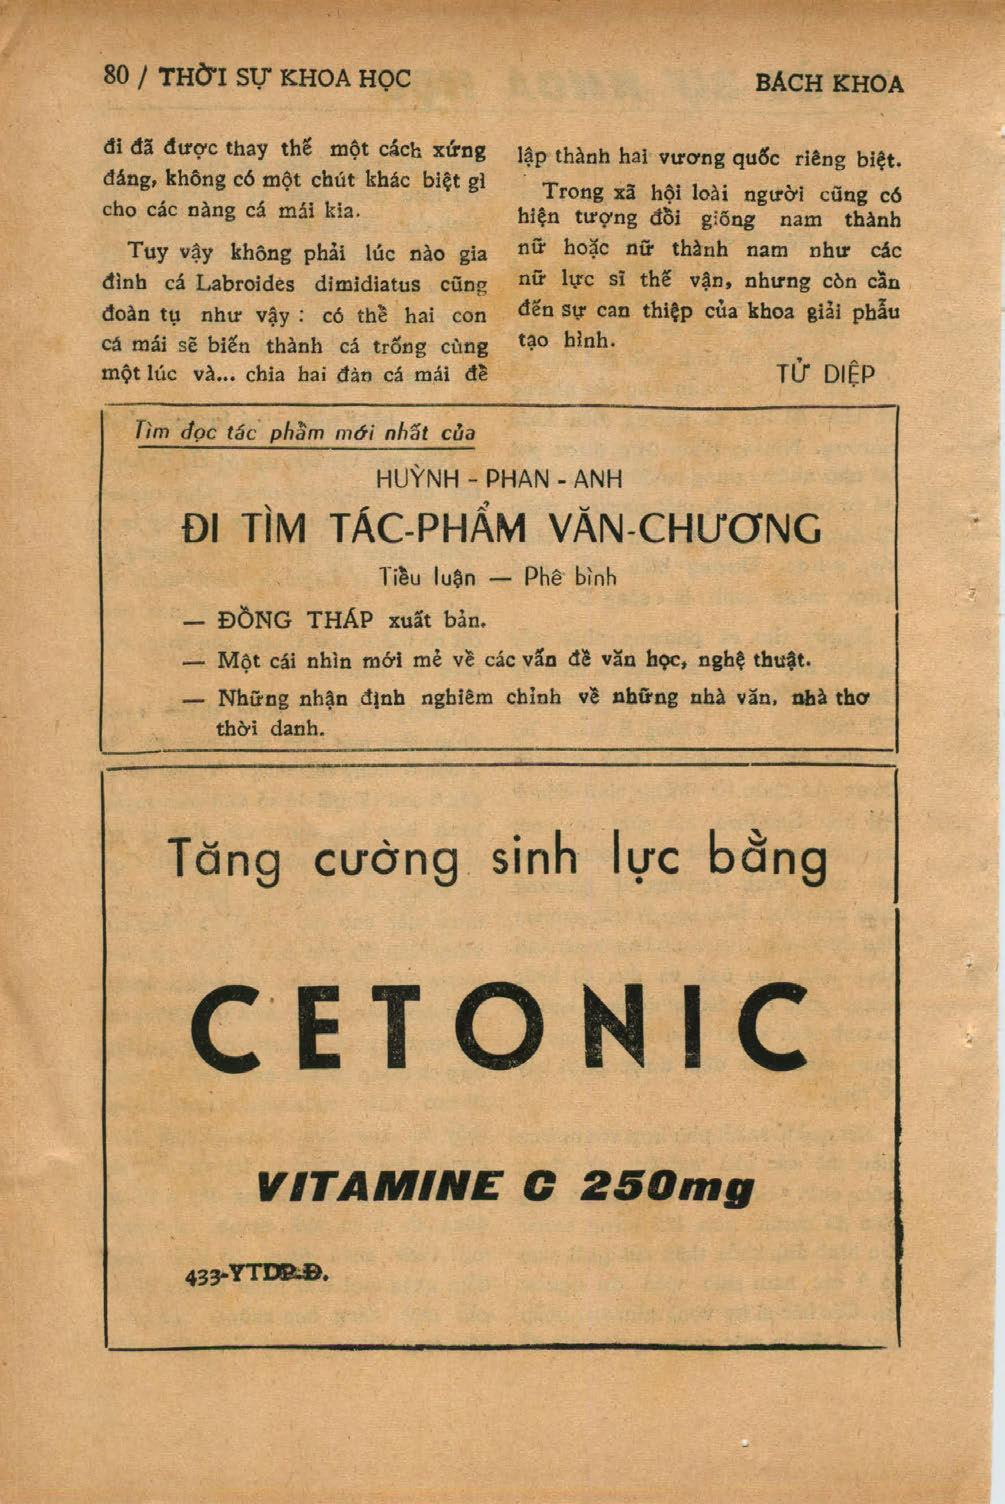 80 / THỜI SỰ KHOA HỌC
BÁCH KHOA
đi đã được thay thế một cách xứng
đáng, không có một chút khác biệt gì
cho các nàng cá mái kia.
Tuy vậy không phải lúc nào gia
đình cá Labroides dimidiatus cũng
đoàn tụ như vậy : có thể hai con
cá mái sẽ biến thành cá trống cùng
một lúc và... chia hai đàn cá mái để
lập thành hai vương quốc riêng biệt.
Trong xã hội loài người cũng có
hiện tượng đổi giống nam thành
nữ hoặc nữ thành nam như các
nữ lực sĩ thế vận, nhưng còn cần
đến sự can thiệp của khoa giải phẫu
tạo hình.
TỬ DIỆP
Tìm đọc tác phẩm mới nhất của
HUỲNH - PHAN - ANH
ĐI TÌM TÁC-PHẨM VĂN-CHƯƠNG
Tiểu luận — Phê bình
— ĐỒNG THÁP xuất bản.
— Một cái nhìn mới mẻ về các vấn đề văn học, nghệ thuật.
— Những nhận định nghiêm chỉnh về những nhà văn, nhà thơ
thời danh.
Tăng cường sinh lực bằng
CETONIC
VITAMINE C 250mg
433-YTDP-Đ.